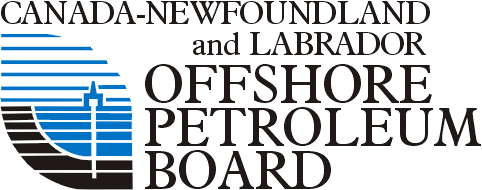 CANADA-NEWFOUNDLAND
and LABRADOR
OFFSHORE
PETROLEUM
BOARD